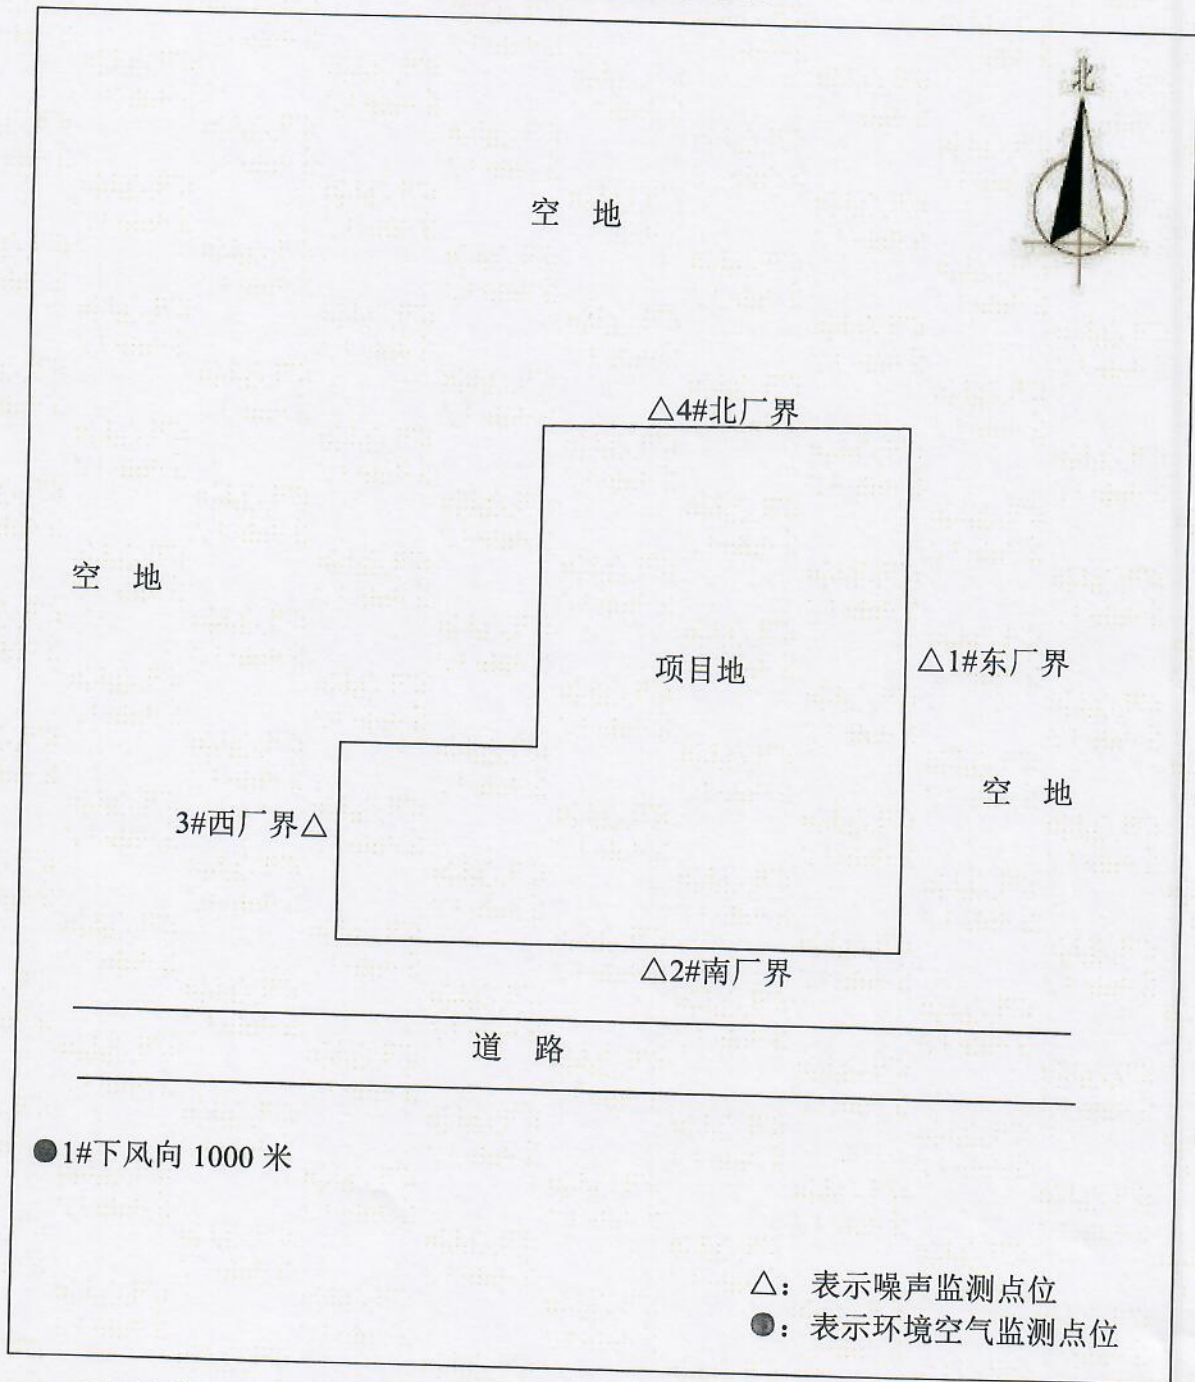 北
空 地
△4#北厂界
空 地
项目地
△1#东厂界
空 地
3#西厂界△
△2#南厂界
道 路
●1#下风向 1000 米
△：表示噪声监测点位
●：表示环境空气监测点位